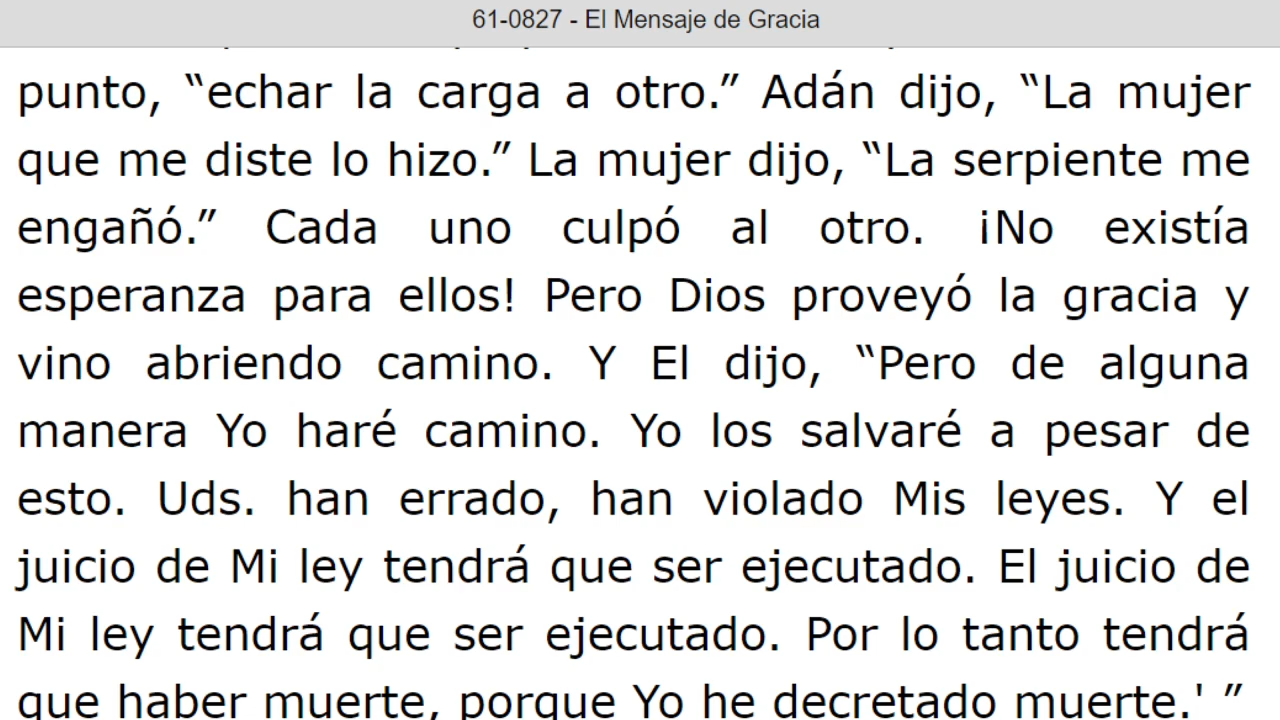 61-0827 - El Mensaje de Gracia
punto, “echar la carga a otro.” Adán dijo, “La mujer
que me diste lo hizo.” La mujer dijo, “La serpiente me
engañó.” Cada uno culpó al otro. ¡No existía
esperanza para ellos! Pero Dios proveyó la gracia y
vino abriendo camino. Y El dijo, “Pero de alguna
manera Yo haré camino. Yo los salvaré a pesar de
esto. Uds. han errado, han violado Mis leyes. Y el
juicio de Mi ley tendrá que ser ejecutado. El juicio de
Mi ley tendrá que ser ejecutado. Por lo tanto tendrá
que haber muerte, porque Yo he decretado muerte.' ”